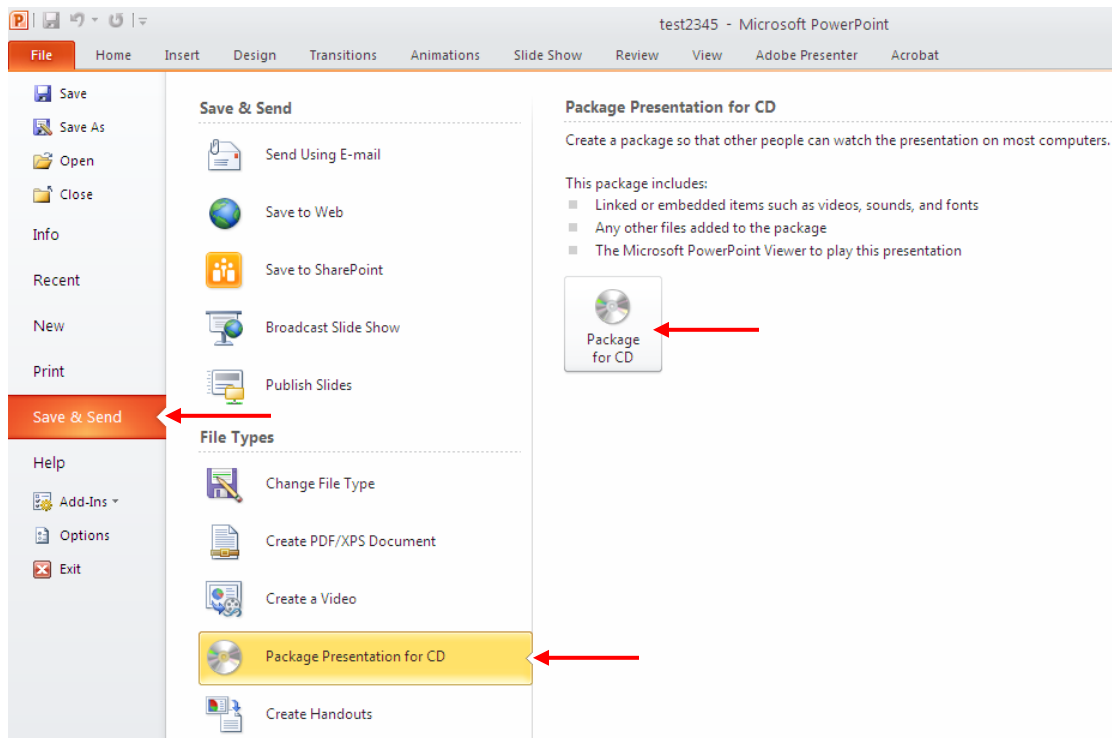 test2345 - Microsoft PowerPoint
File Home Insert Design Transitions Animations Slide Show Review View Adobe Presenter Acrobat
Save
Save As
Open
Close
Info
Recent
New
Print
Save & Send
Help
Add-Ins
Options
Exit
Save & Send
Send Using E-mail
Save to Web
Save to SharePoint
Broadcast Slide Show
Publish Slides
File Types
Change File Type
Create PDF/XPS Document
Create a Video
Package Presentation for CD
Create Handouts
Package Presentation for CD
Create a package so that other people can watch the presentation on most computers.
This package includes:
Linked or embedded items such as videos, sounds, and fonts
Any other files added to the package
The Microsoft PowerPoint Viewer to play this presentation
Package
for CD